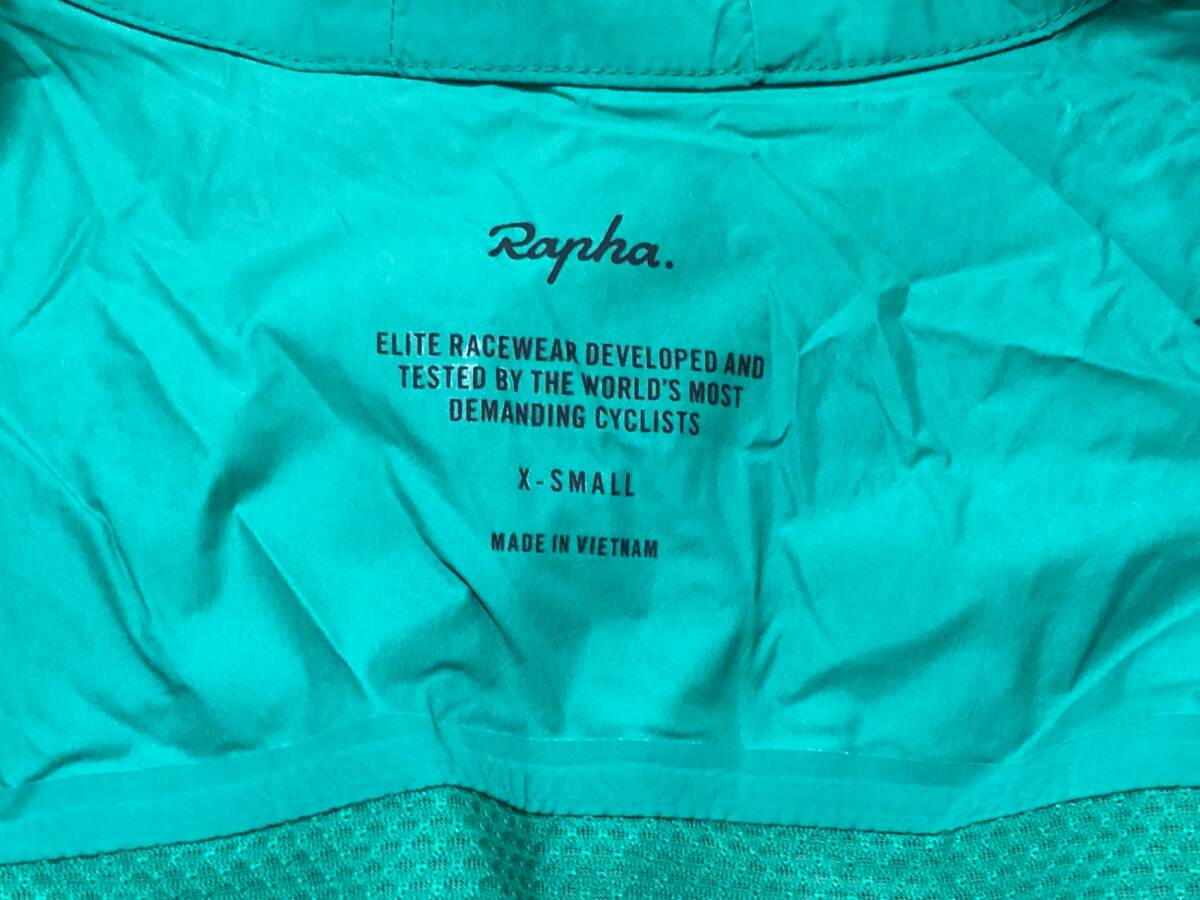 Rapha.
ELITE RACEWEAR DEVELOPED AND
TESTED BY THE WORLD'S MOST
DEMANDING CYCLISTS
X-SMALL
MADE IN VIETNAM